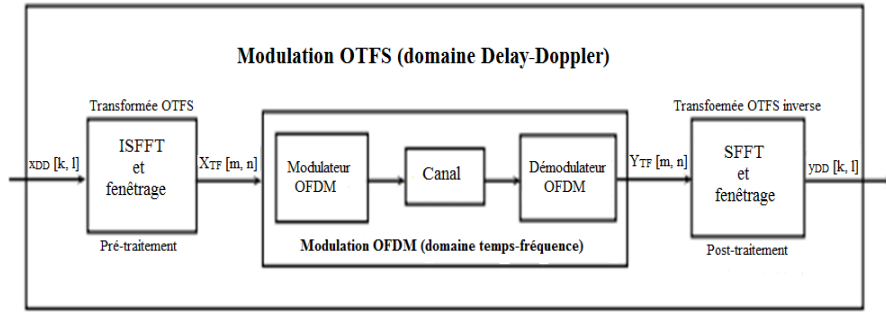 Modulation OTFS (domaine Delay-Doppler)
Transformée OTFS
Transfoemée OTFS inverse
xDD [k, l]
ISFFT
et
fenêtrage
XTF [m, n]
Modulateur
OFDM
Canal
Démodulateur
OFDM
YTF [m, n]
SFFT
et
fenêtrage
yDD [k, l]
Pré-traitement
Modulation OFDM (domaine temps-fréquence)
Post-traitement